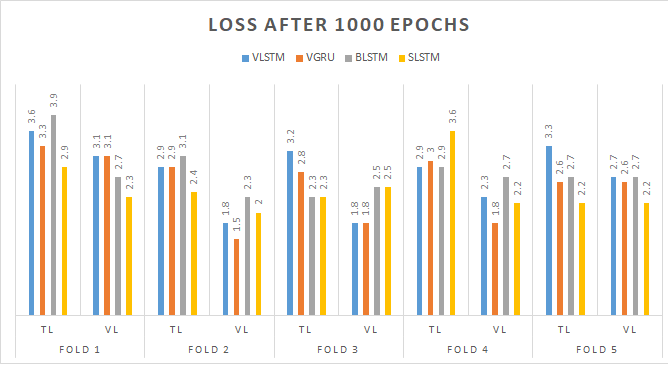 LOSS AFTER 1000 EPOCHS
VLSTM VGRU BLSTM SLSTM
3.6 3.3 3.9 2.9 3.1 3.1 2.7 2.3 2.9 2.9 3.1 2.4 1.8 1.5 2.3 2 3.2 2.8 2.3 2.3 1.8 1.8 2.5 2.5 2.9 3 2.9 3.6 2.3 1.8 2.7 2.2 3.3 2.6 2.7 2.2 2.7 2.6 2.7 2.2
TL VL TL VL TL VL TL VL TL VL
FOLD 1 FOLD 2 FOLD 3 FOLD 4 FOLD 5